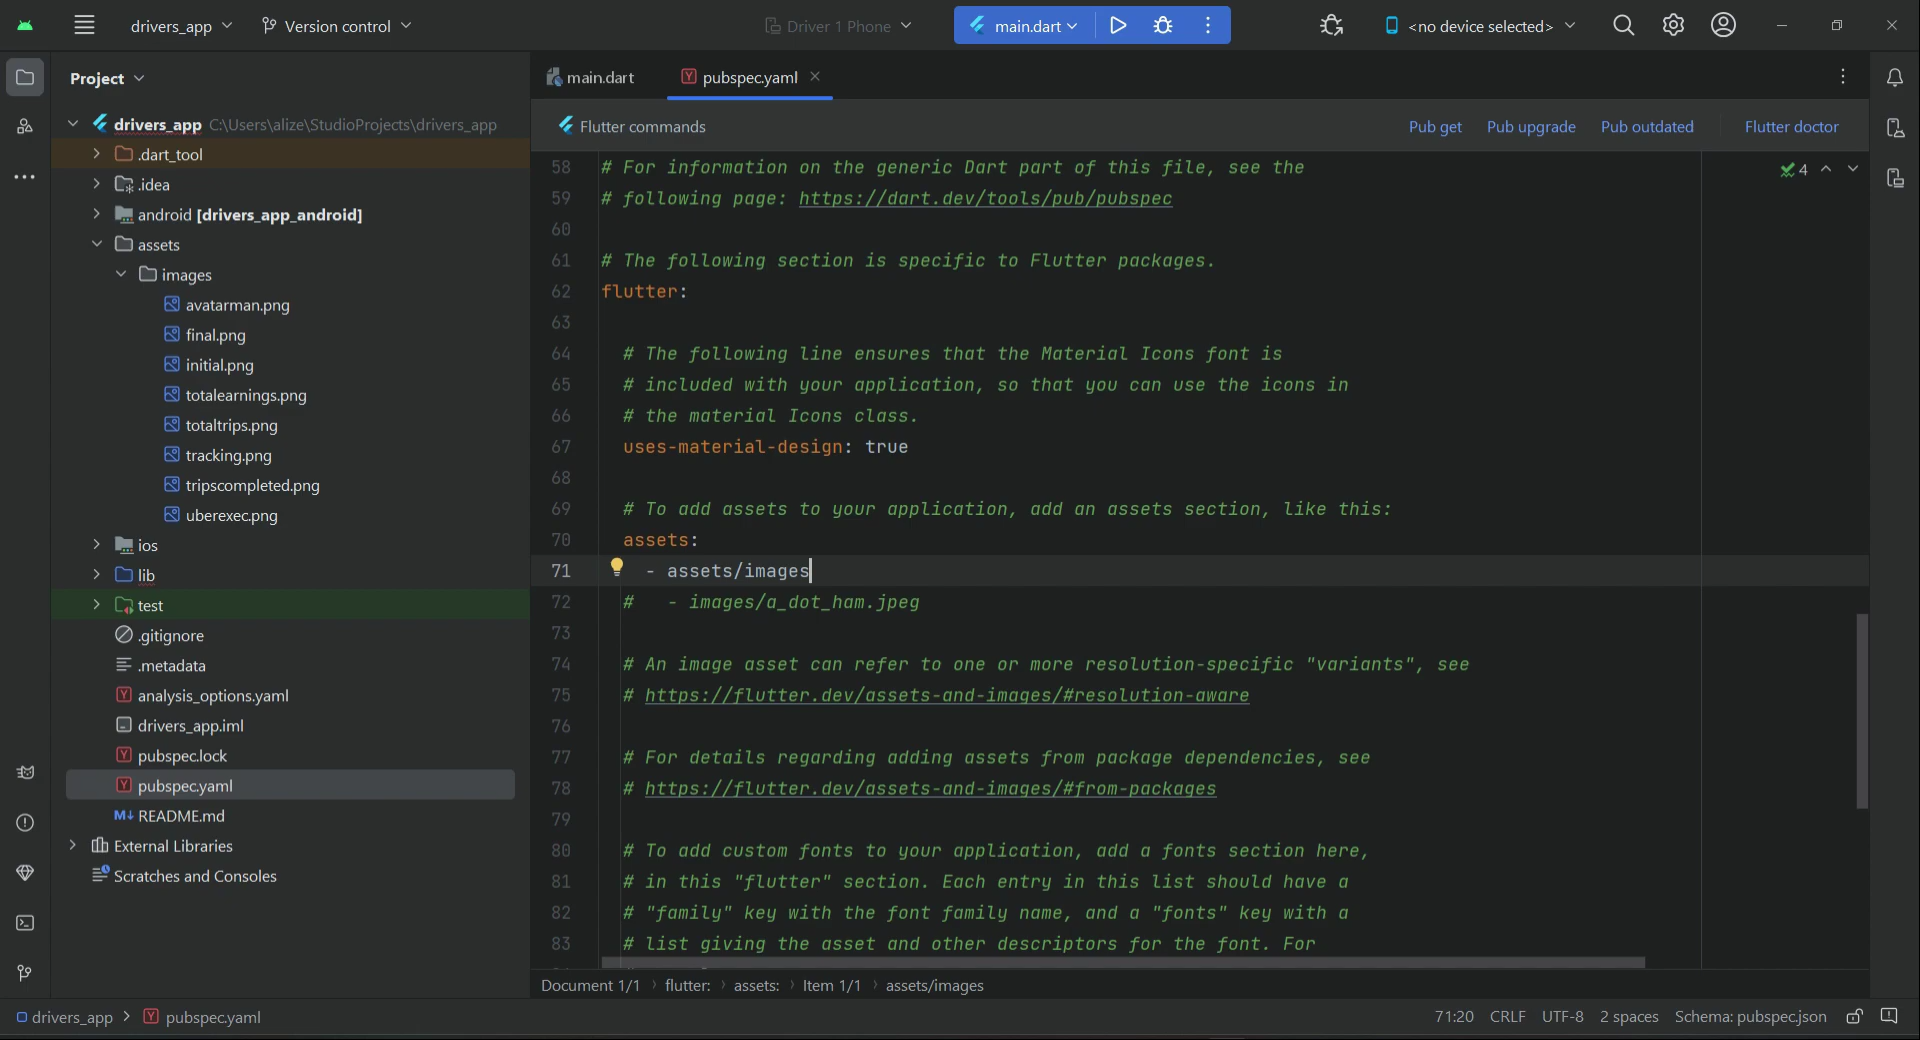 drivers_app
Version control
Driver 1 Phone
main.dart
<no device selected>
Project
main.dart
pubspec.yaml
drivers_app C:\Users\alize\StudioProjects\drivers_app
.dart_tool
.idea
android [drivers_app_android]
assets
images
avatarman.png
final.png
initial.png
totalearnings.png
totaltrips.png
tracking.png
tripscompleted.png
uberexec.png
ios
lib
test
.gitignore
.metadata
analysis_options.yaml
drivers_app.iml
pubspec.lock
pubspec.yaml
README.md
External Libraries
Scratches and Consoles
Flutter commands
Pub get
Pub upgrade
Pub outdated
Flutter doctor
4
58 # For information on the generic Dart part of this file, see the
59 # following page: https://dart.dev/tools/pub/pubspec
60
61 # The following section is specific to Flutter packages.
62 flutter:
63
64 # The following line ensures that the Material Icons font is
65 # included with your application, so that you can use the icons in
66 # the material Icons class.
67 uses-material-design: true
68
69 # To add assets to your application, add an assets section, like this:
70 assets:
71 - assets/images
72 # - images/a_dot_ham.jpeg
73
74 # An image asset can refer to one or more resolution-specific "variants", see
75 # https://flutter.dev/assets-and-images/#resolution-aware
76
77 # For details regarding adding assets from package dependencies, see
78 # https://flutter.dev/assets-and-images/#from-packages
79
80 # To add custom fonts to your application, add a fonts section here,
81 # in this "flutter" section. Each entry in this list should have a
82 # "family" key with the font family name, and a "fonts" key with a
83 # list giving the asset and other descriptors for the font. For
Document 1/1 › flutter: › assets: › Item 1/1 › assets/images
drivers_app > pubspec.yaml
71:20 CRLF UTF-8 2 spaces Schema: pubspec.json